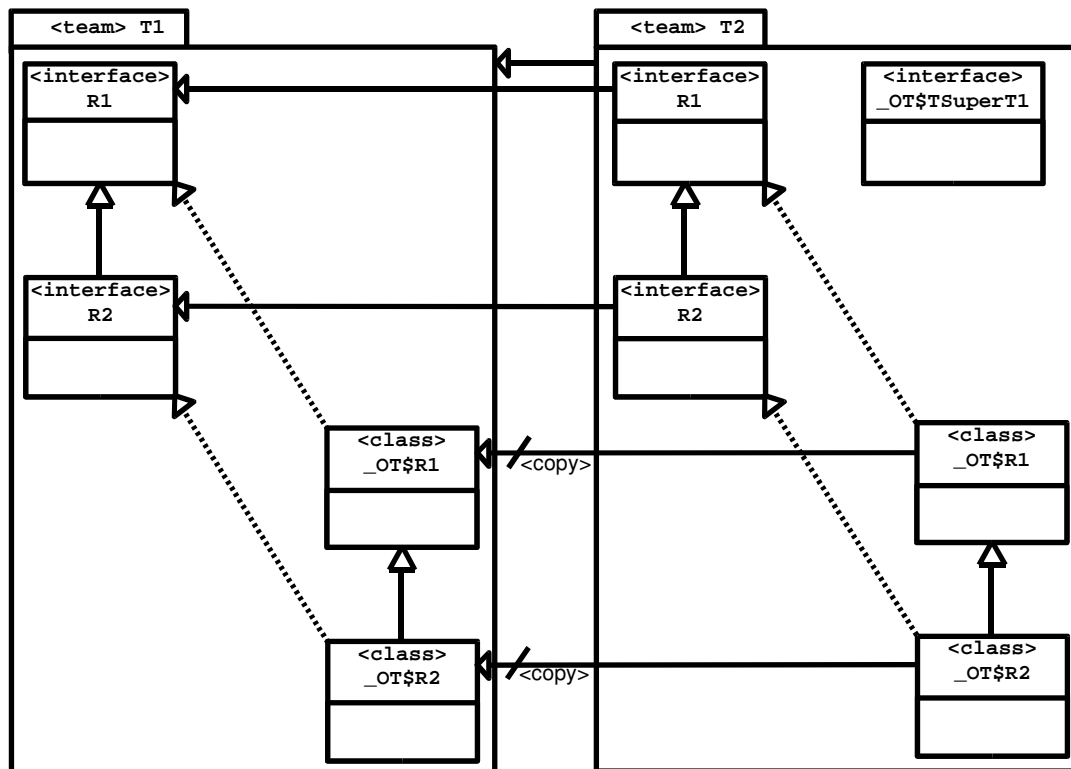 <team> T1
<team> T2
<interface>
R1
<interface>
R1
<interface>
_OT$TSuperT1
<interface>
R2
<interface>
R2
<class>
_OT$R1
<copy>
<class>
_OT$R1
<class>
_OT$R2
<copy>
<class>
_OT$R2